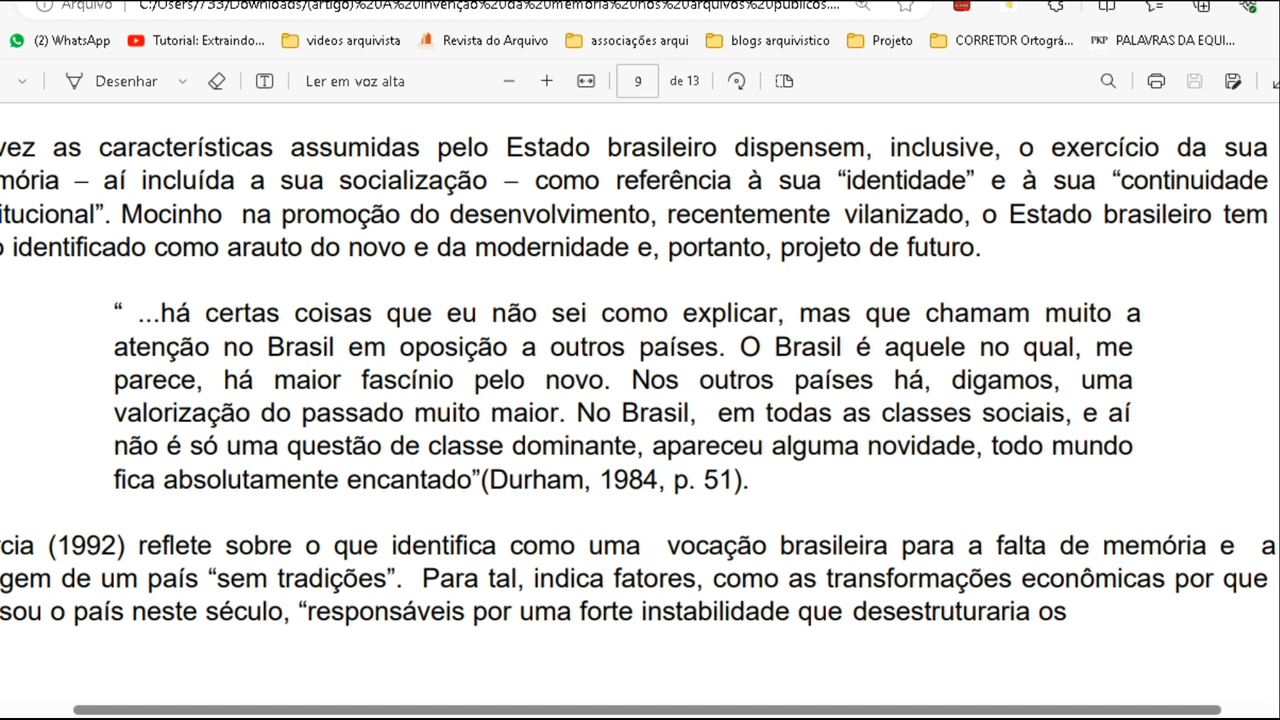 Arquivo
C:/Users/733/Downloads/(artigo)%20A%20invenção%20da%20memória%20nos%20arquivos%20públicos....
(2) WhatsApp Tutorial: Extraindo... videos arquivista Revista do Arquivo associações arqui blogs arquivistico Projeto CORRETOR Ortográ... PKP PALAVRAS DA EQUI...
Desenhar Ler em voz alta 9 de 13
vez as características assumidas pelo Estado brasileiro dispensem, inclusive, o exercício da sua
mória – aí incluída a sua socialização – como referência à sua “identidade” e à sua “continuidade
itucional”. Mocinho na promoção do desenvolvimento, recentemente vilanizado, o Estado brasileiro tem
o identificado como arauto do novo e da modernidade e, portanto, projeto de futuro.
“ ...há certas coisas que eu não sei como explicar, mas que chamam muito a
atenção no Brasil em oposição a outros países. O Brasil é aquele no qual, me
parece, há maior fascínio pelo novo. Nos outros países há, digamos, uma
valorização do passado muito maior. No Brasil, em todas as classes sociais, e aí
não é só uma questão de classe dominante, apareceu alguma novidade, todo mundo
fica absolutamente encantado”(Durham, 1984, p. 51).
rcia (1992) reflete sobre o que identifica como uma vocação brasileira para a falta de memória e a
gem de um país “sem tradições”. Para tal, indica fatores, como as transformações econômicas por que
sou o país neste século, “responsáveis por uma forte instabilidade que desestruturaria os